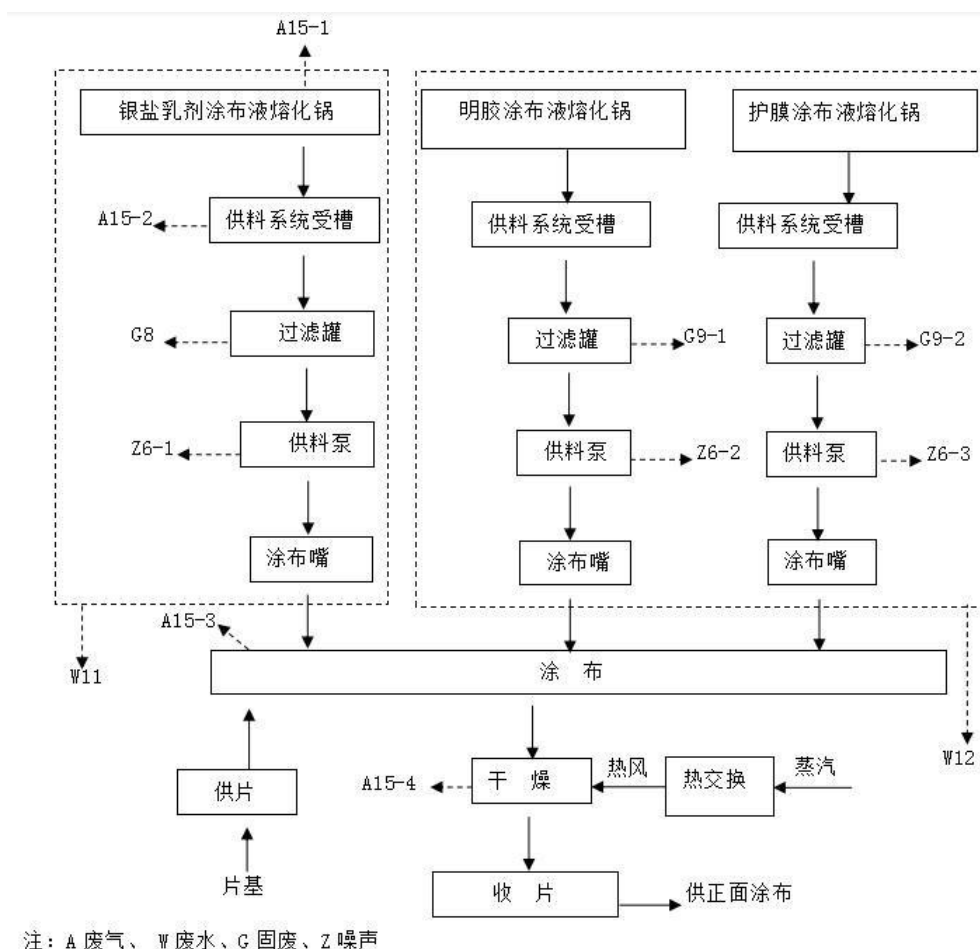 A15-1
银盐乳剂涂布液熔化锅
明胶涂布液熔化锅
护膜涂布液熔化锅
A15-2
供料系统受槽
供料系统受槽
供料系统受槽
G8
过滤罐
过滤罐
G9-1
过滤罐
G9-2
Z6-1
供料泵
供料泵
Z6-2
供料泵
Z6-3
涂布嘴
涂布嘴
涂布嘴
A15-3
W11
涂 布
W12
供片
A15-4
干 燥
热风
热交换
蒸汽
片基
收 片
供正面涂布
注：A 废气、 W 废水、G 固废、Z 噪声